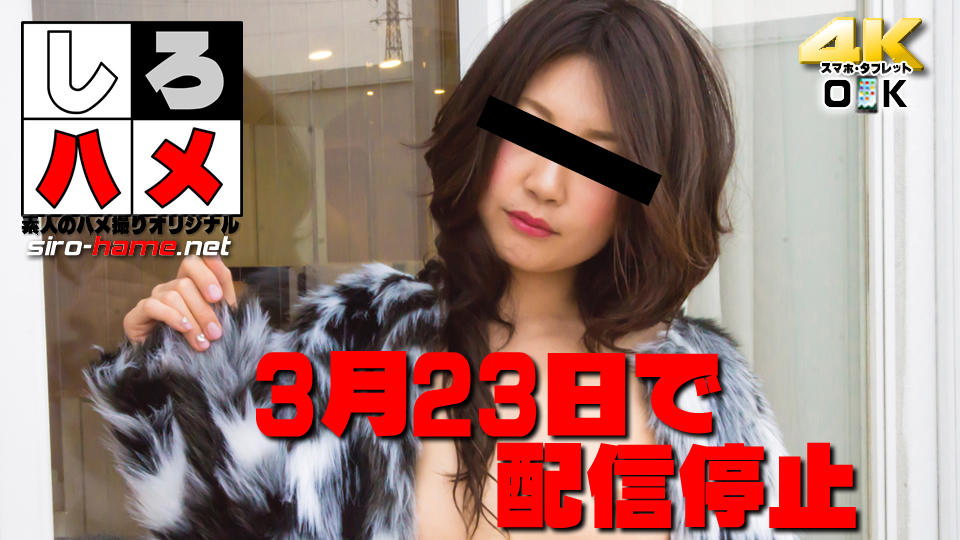 しろ
ハメ
素人のハメ撮りオリジナル
siro-hame.net
4K
スマホ・タブレット
OK
3月23日で
配信停止